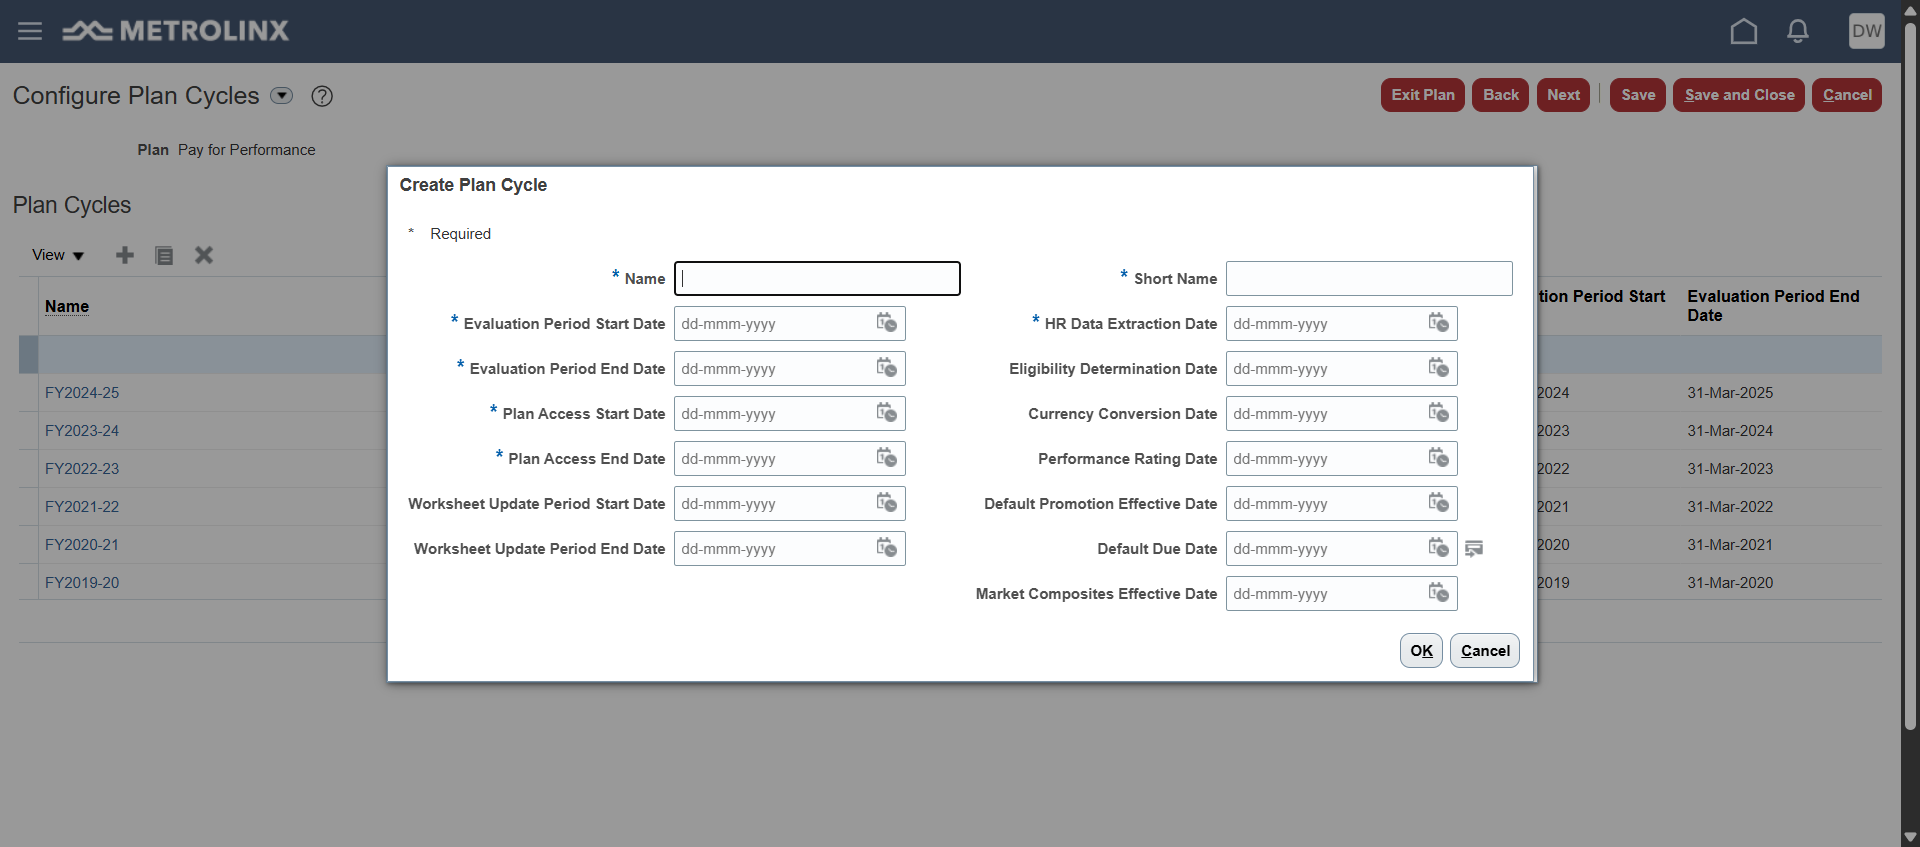 METROLINX
DW
Configure Plan Cycles
Exit Plan Back Next Save Save and Close Cancel
Plan Pay for Performance
Plan Cycles
View
Name
tion Period Start
Evaluation Period End
Date
FY2024-25 2024 31-Mar-2025
FY2023-24 2023 31-Mar-2024
FY2022-23 2022 31-Mar-2023
FY2021-22 2021 31-Mar-2022
FY2020-21 2020 31-Mar-2021
FY2019-20 2019 31-Mar-2020
Create Plan Cycle
* Required
* Name
* Short Name
* Evaluation Period Start Date dd-mmm-yyyy
* HR Data Extraction Date dd-mmm-yyyy
* Evaluation Period End Date dd-mmm-yyyy
Eligibility Determination Date dd-mmm-yyyy
* Plan Access Start Date dd-mmm-yyyy
Currency Conversion Date dd-mmm-yyyy
* Plan Access End Date dd-mmm-yyyy
Performance Rating Date dd-mmm-yyyy
Worksheet Update Period Start Date dd-mmm-yyyy
Default Promotion Effective Date dd-mmm-yyyy
Worksheet Update Period End Date dd-mmm-yyyy
Default Due Date dd-mmm-yyyy
Market Composites Effective Date dd-mmm-yyyy
OK Cancel